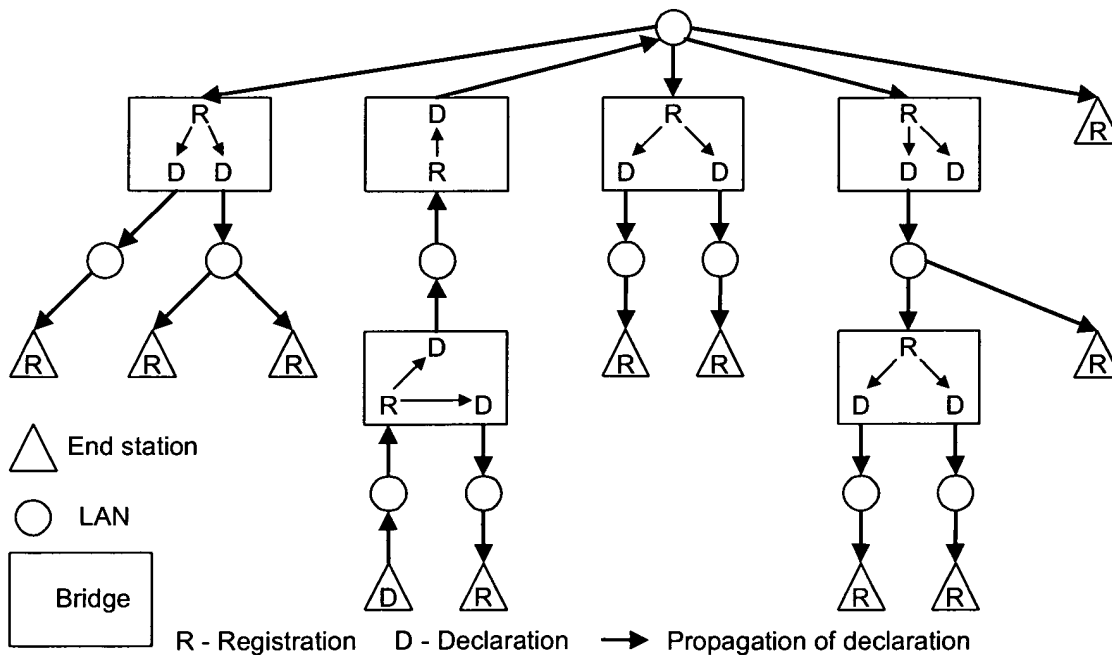 R D R R R
D D R D D D D
R R R D R R R R
R D D D
End station
LAN
D R R R
Bridge
R - Registration D - Declaration Propagation of declaration